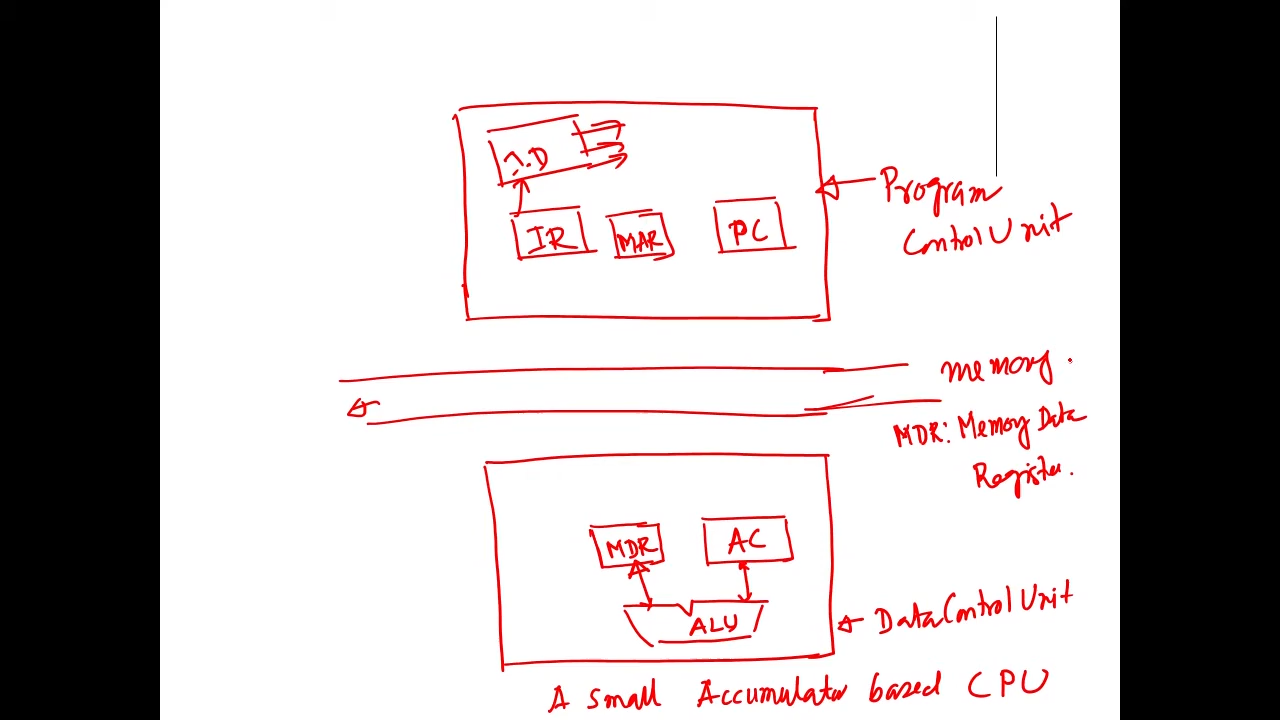 I.D
IR
MAR
PC
Program
Control Unit
Memory.
MDR: Memory Data
Register.
MDR
AC
ALU
Data Control Unit
A small Accumulator based CPU